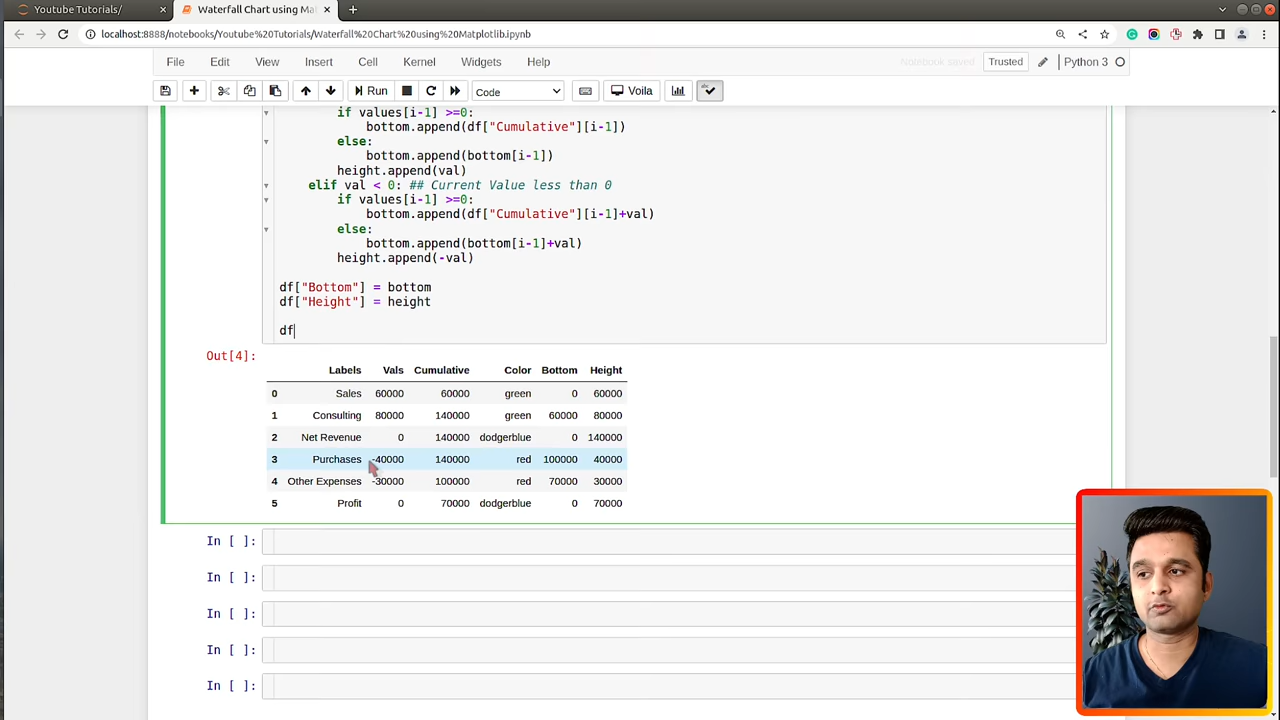 Youtube Tutorials/
Waterfall Chart using Mat
localhost:8888/notebooks/Youtube%20Tutorials/Waterfall%20Chart%20using%20Matplotlib.ipynb
File Edit View Insert Cell Kernel Widgets Help Notebook saved Trusted Python 3
Run Code Voila
if values[i-1] >=0:
bottom.append(df["Cumulative"][i-1])
else:
bottom.append(bottom[i-1])
height.append(val)
elif val < 0: ## Current Value less than 0
if values[i-1] >=0:
bottom.append(df["Cumulative"][i-1]+val)
else:
bottom.append(bottom[i-1]+val)
height.append(-val)
df["Bottom"] = bottom
df["Height"] = height
df
Out[4]:
Labels Vals Cumulative Color Bottom Height
0 Sales 60000 60000 green 0 60000
1 Consulting 80000 140000 green 60000 80000
2 Net Revenue 0 140000 dodgerblue 0 140000
3 Purchases -40000 140000 red 100000 40000
4 Other Expenses -30000 100000 red 70000 30000
5 Profit 0 70000 dodgerblue 0 70000
In [ ]:
In [ ]:
In [ ]:
In [ ]:
In [ ]: